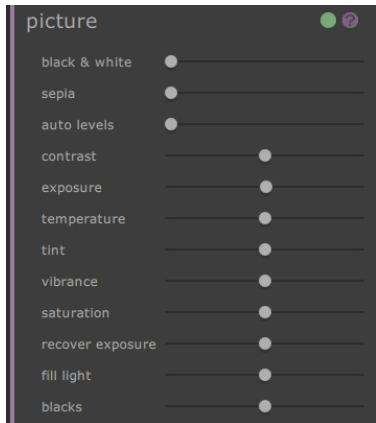 picture
?
black & white
sepia
auto levels
contrast
exposure
temperature
tint
vibrance
saturation
recover exposure
fill light
blacks